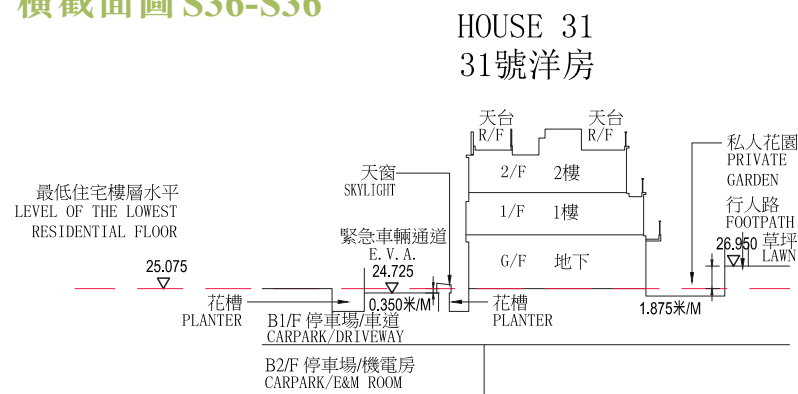 橫截面圖 S36-S36
HOUSE 31
31號洋房
天台
R/F
天台
R/F
私人花園
PRIVATE
GARDEN
行人路
FOOTPATH
草坪
LAWN
26.950
天窗
SKYLIGHT
2/F 2樓
1/F 1樓
G/F 地下
最低住宅樓層水平
LEVEL OF THE LOWEST
RESIDENTIAL FLOOR
25.075
緊急車輛通道
E.V.A.
24.725
0.350米/M
1.875米/M
花槽
PLANTER
花槽
PLANTER
B1/F 停車場/車道
CARPARK/DRIVEWAY
B2/F 停車場/機電房
CARPARK/E&M ROOM